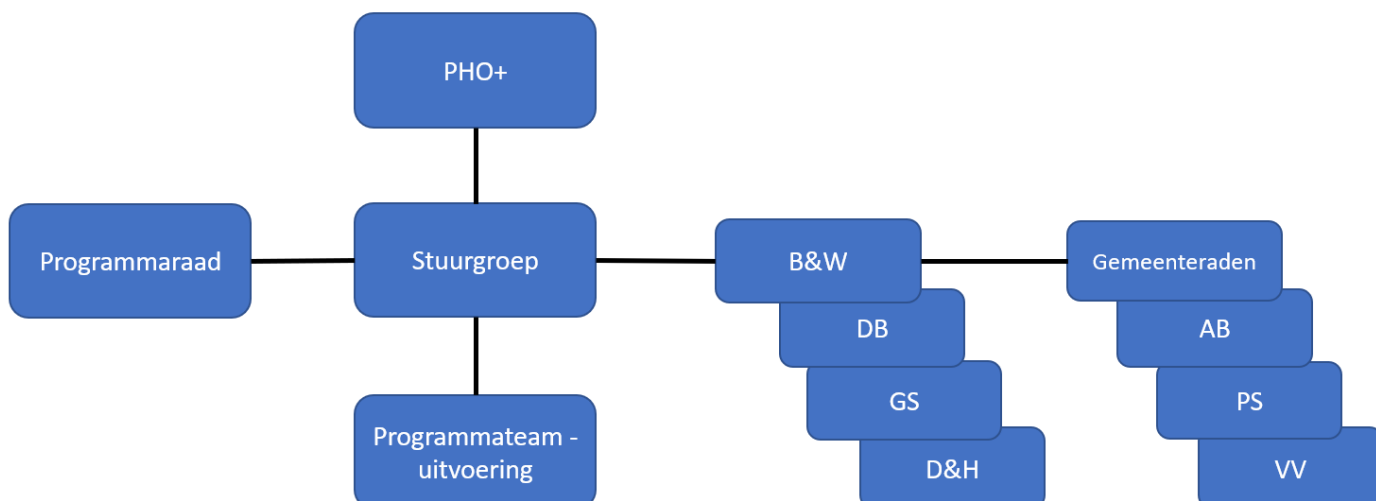 PHO+
Programmaraad
Stuurgroep
B&W
Gemeenteraden
DB
AB
GS
PS
Programmateam -
uitvoering
D&H
VV